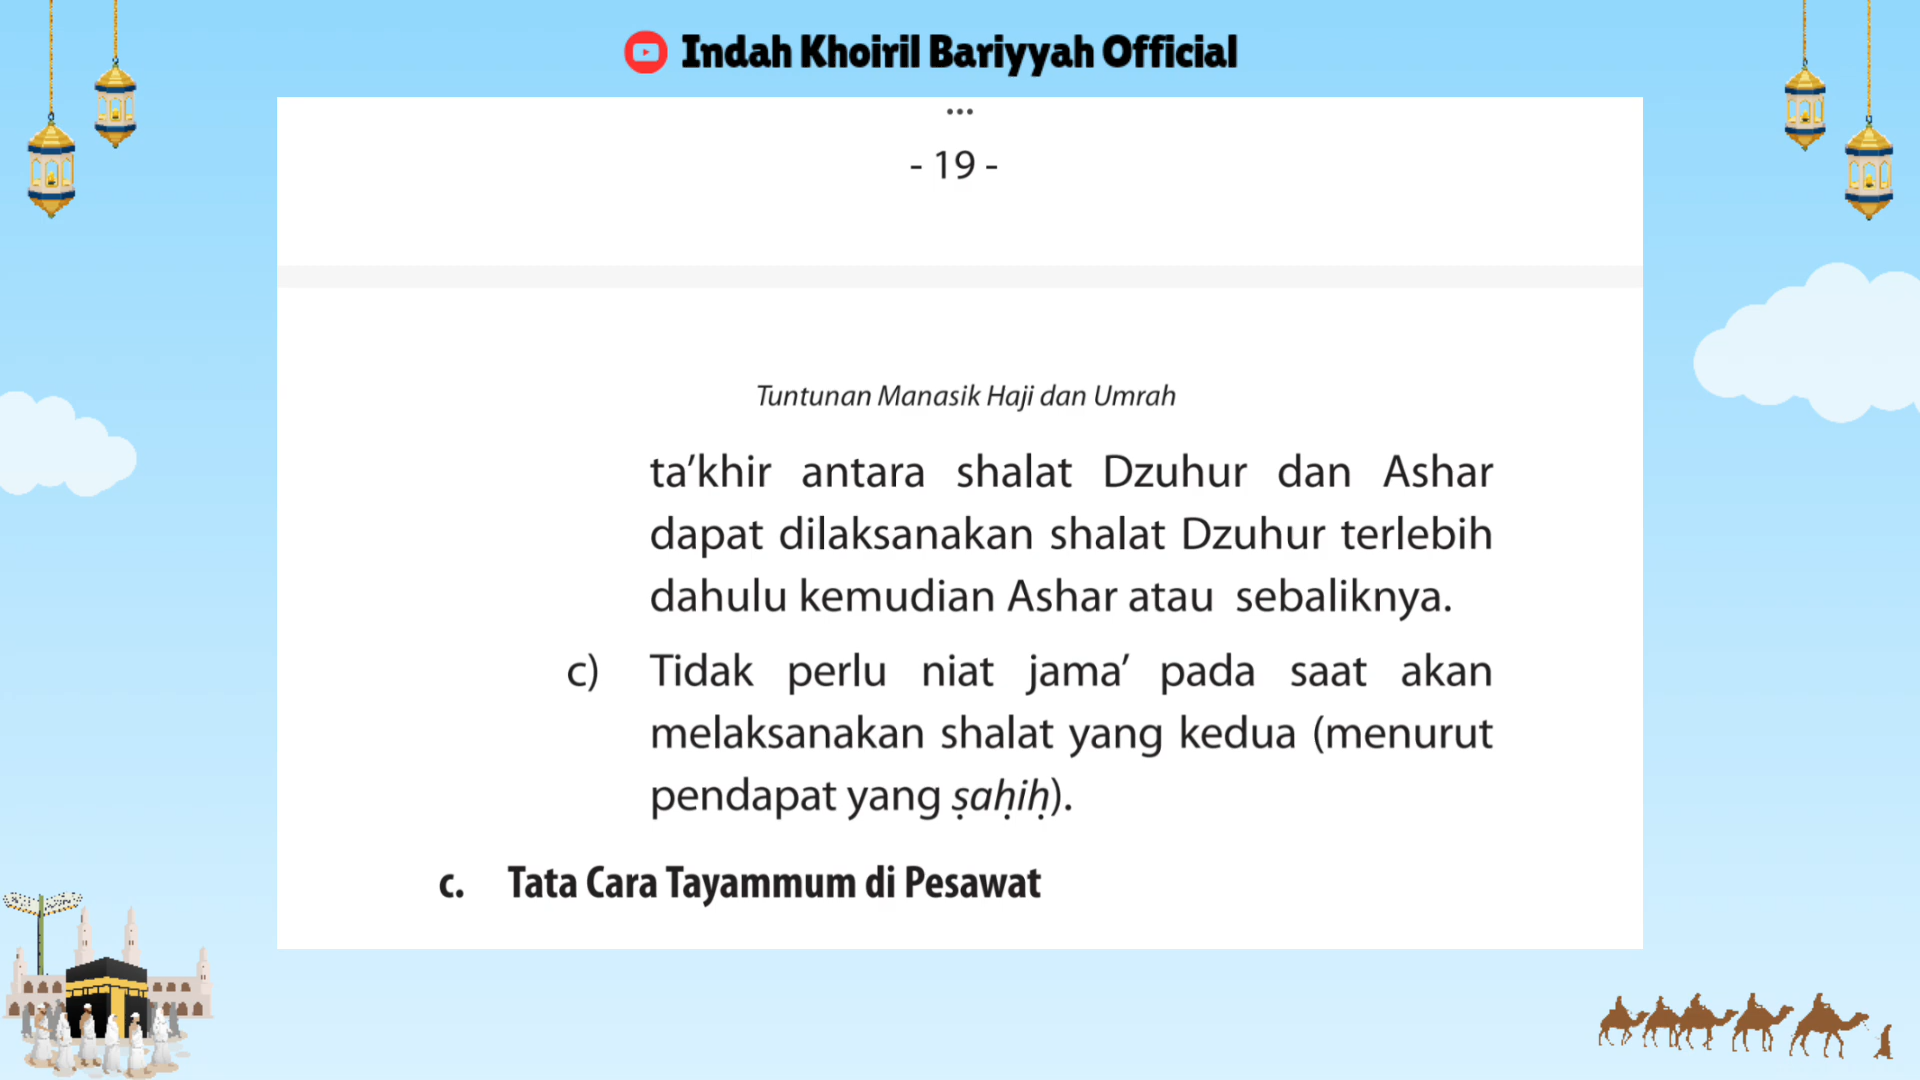 Indah Khoiril Bariyyah Official
...
- 19 -
Tuntunan Manasik Haji dan Umrah
ta’khir antara shalat Dzuhur dan Ashar
dapat dilaksanakan shalat Dzuhur terlebih
dahulu kemudian Ashar atau sebaliknya.
c) Tidak perlu niat jama’ pada saat akan
melaksanakan shalat yang kedua (menurut
pendapat yang ṣaḥiḥ).
c. Tata Cara Tayammum di Pesawat